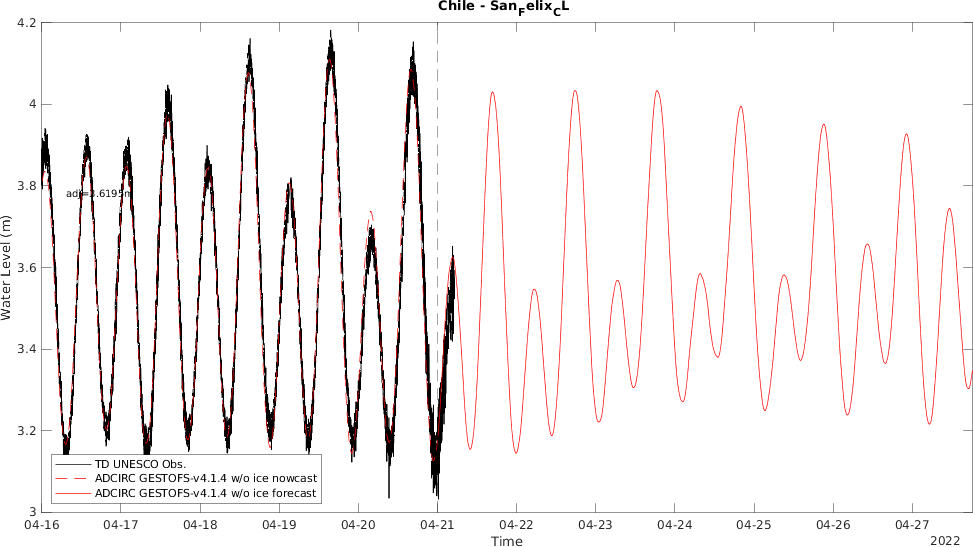 Chile - SanFelixCL
4.2
4
3.8
3.6
3.4
3.2
3
Water Level (m)
adj=3.6195m
TD UNESCO Obs.
ADCIRC GESTOFS-v4.1.4 w/o ice nowcast
ADCIRC GESTOFS-v4.1.4 w/o ice forecast
04-16 04-17 04-18 04-19 04-20 04-21 04-22 04-23 04-24 04-25 04-26 04-27
Time
2022